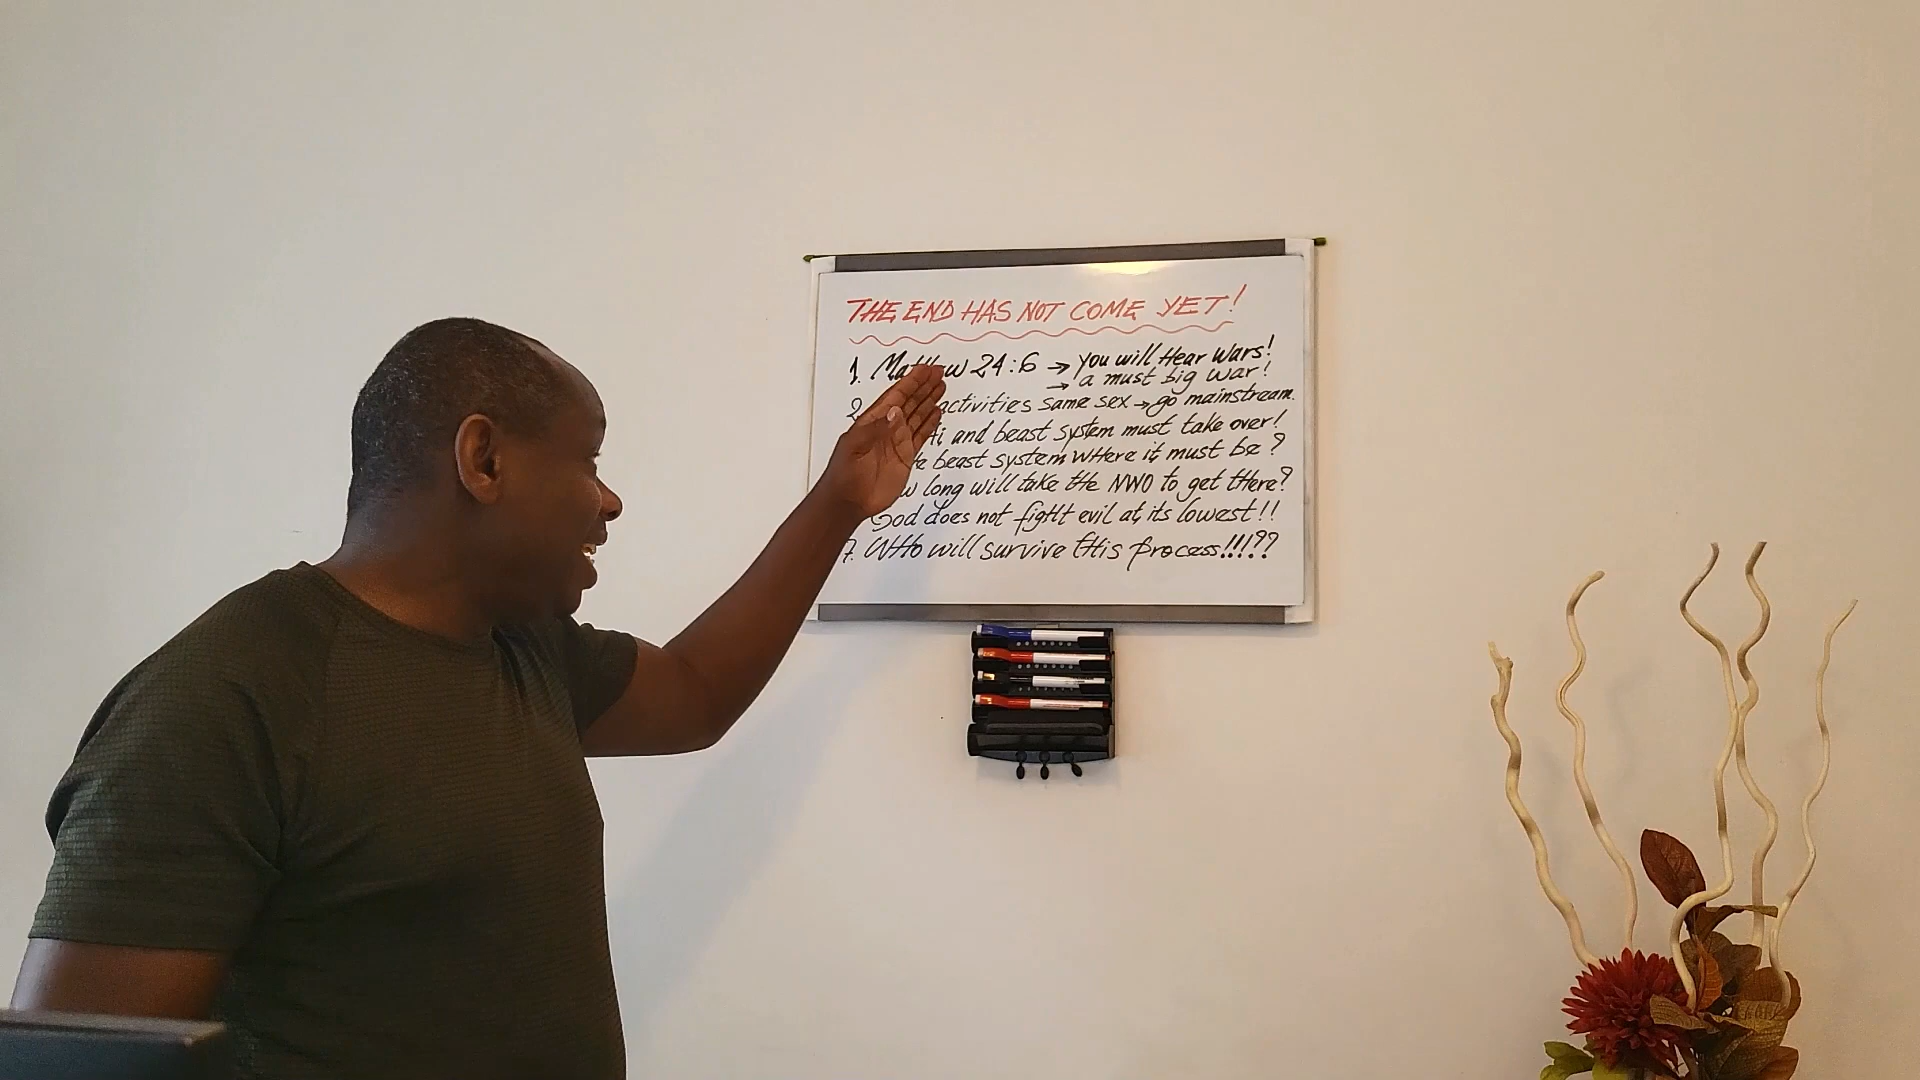 THE END HAS NOT COME YET!
1. Matthew 24:6 → you will Hear Wars!
→ a must big war!
2. activities same sex → go mainstream.
Ai and beast system must take over!
beast system where it must be?
long will take the NWO to get there?
God does not fight evil at its lowest!!
7. Who will survive this process!!!??